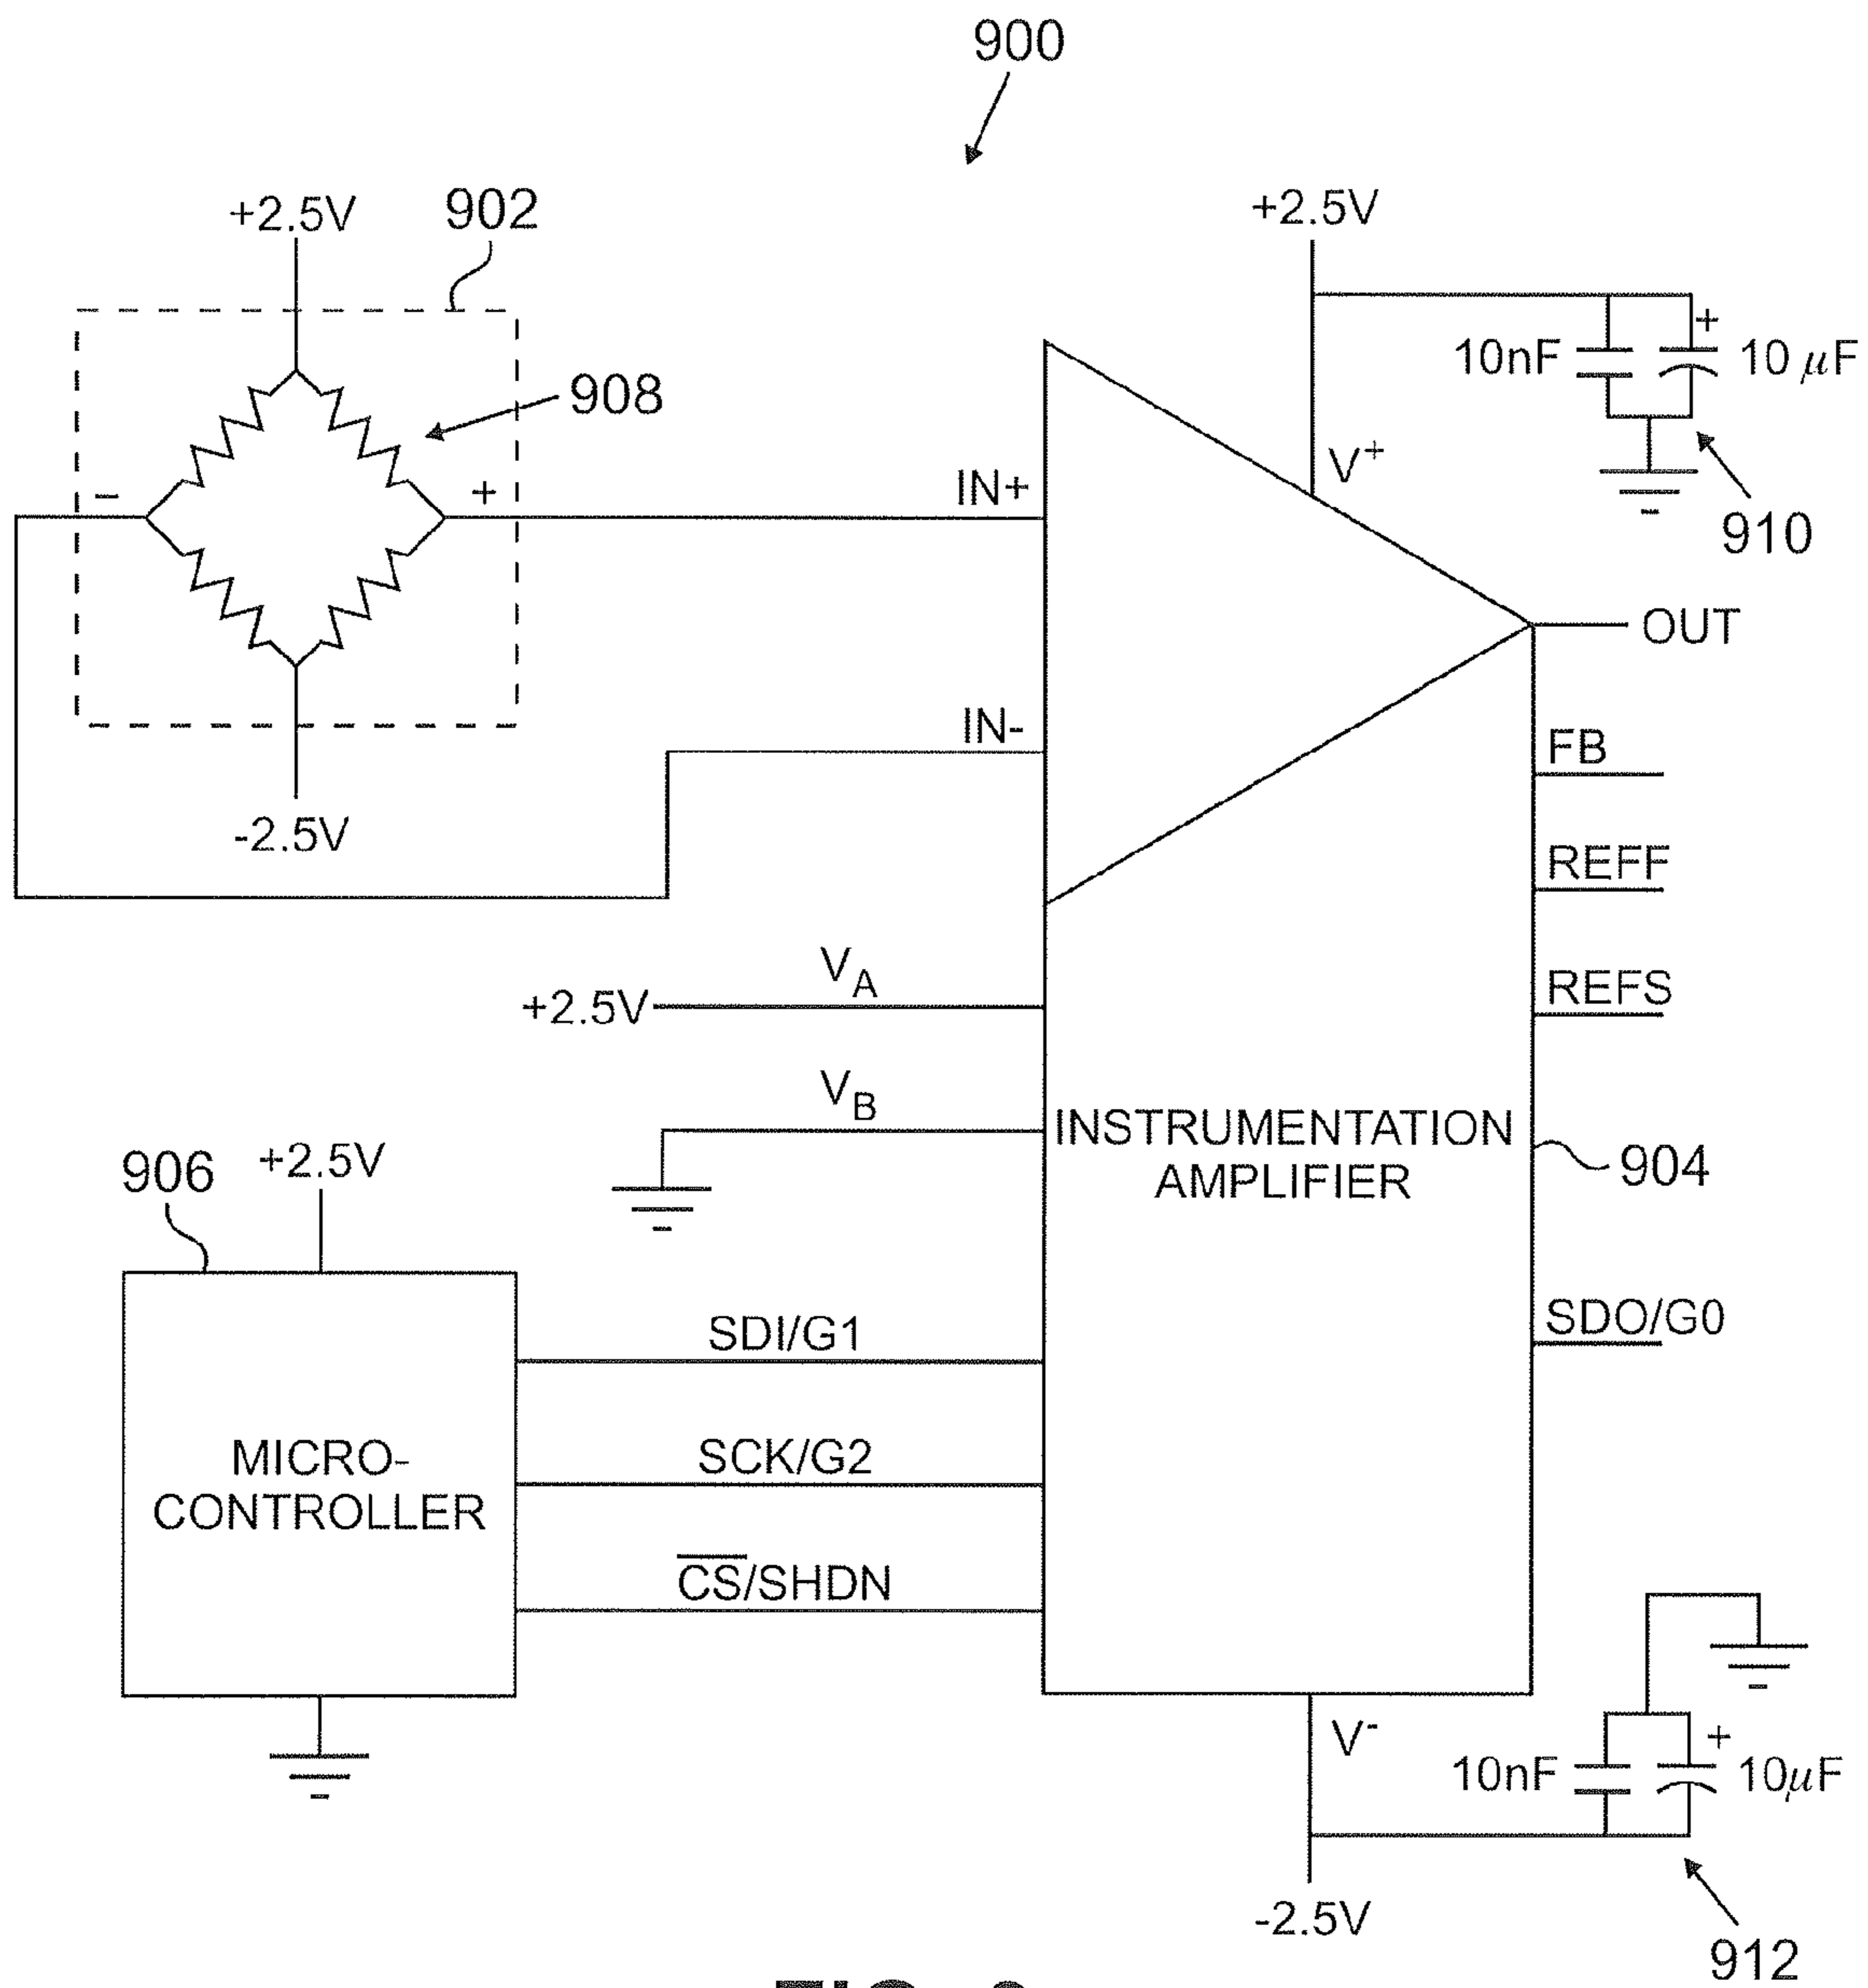 900
+2.5V
902
+2.5V
908
10nF
+
10 μF
V+
910
−
+
IN+
OUT
IN-
FB
-2.5V
REFF
VA
+2.5V
REFS
VB
INSTRUMENTATION
AMPLIFIER
904
906
+2.5V
SDI/G1
SDO/G0
MICRO-
CONTROLLER
SCK/G2
CS/SHDN
V-
10nF
+
10μF
-2.5V
912